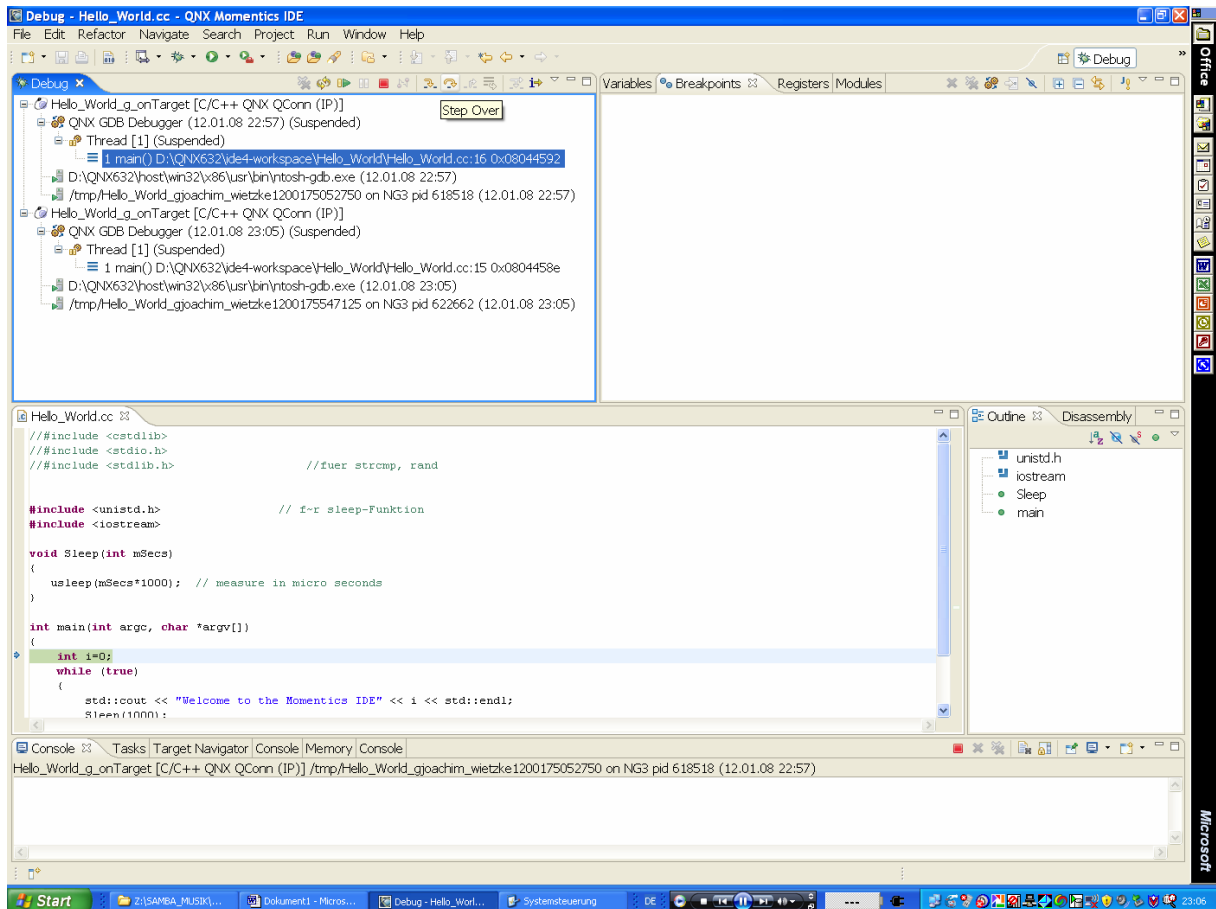 Debug - Hello_World.cc - QNX Momentics IDE
File Edit Refactor Navigate Search Project Run Window Help
Debug
»
Office
Debug
Step Over
Hello_World_g_onTarget [C/C++ QNX QConn (IP)]
QNX GDB Debugger (12.01.08 22:57) (Suspended)
Thread [1] (Suspended)
1 main() D:\QNX632\ide4-workspace\Hello_World\Hello_World.cc:16 0x08044592
D:\QNX632\host\win32\x86\usr\bin\ntosh-gdb.exe (12.01.08 22:57)
/tmp/Hello_World_gjoachim_wietzke1200175052750 on NG3 pid 618518 (12.01.08 22:57)
Hello_World_g_onTarget [C/C++ QNX QConn (IP)]
QNX GDB Debugger (12.01.08 23:05) (Suspended)
Thread [1] (Suspended)
1 main() D:\QNX632\ide4-workspace\Hello_World\Hello_World.cc:15 0x0804458e
D:\QNX632\host\win32\x86\usr\bin\ntosh-gdb.exe (12.01.08 23:05)
/tmp/Hello_World_gjoachim_wietzke1200175547125 on NG3 pid 622662 (12.01.08 23:05)
Variables Breakpoints Registers Modules
Hello_World.cc
//#include <cstdlib>
//#include <stdio.h>
//#include <stdlib.h> //fuer strcmp, rand
#include <unistd.h> // f~r sleep-Funktion
#include <iostream>
void Sleep(int mSecs)
{
usleep(mSecs*1000); // measure in micro seconds
}
int main(int argc, char *argv[])
{
int i=0;
while (true)
{
std::cout << "Welcome to the Momentics IDE" << i << std::endl;
Sleep(1000);
Outline Disassembly
unistd.h
iostream
Sleep
main
Console Tasks Target Navigator Console Memory Console
Hello_World_g_onTarget [C/C++ QNX QConn (IP)] /tmp/Hello_World_gjoachim_wietzke1200175052750 on NG3 pid 618518 (12.01.08 22:57)
Microsoft
Start
Z:\SAMBA_MUSIK\...
Dokument1 - Micros...
Debug - Hello_Worl...
Systemsteuerung
DE
---
23:06